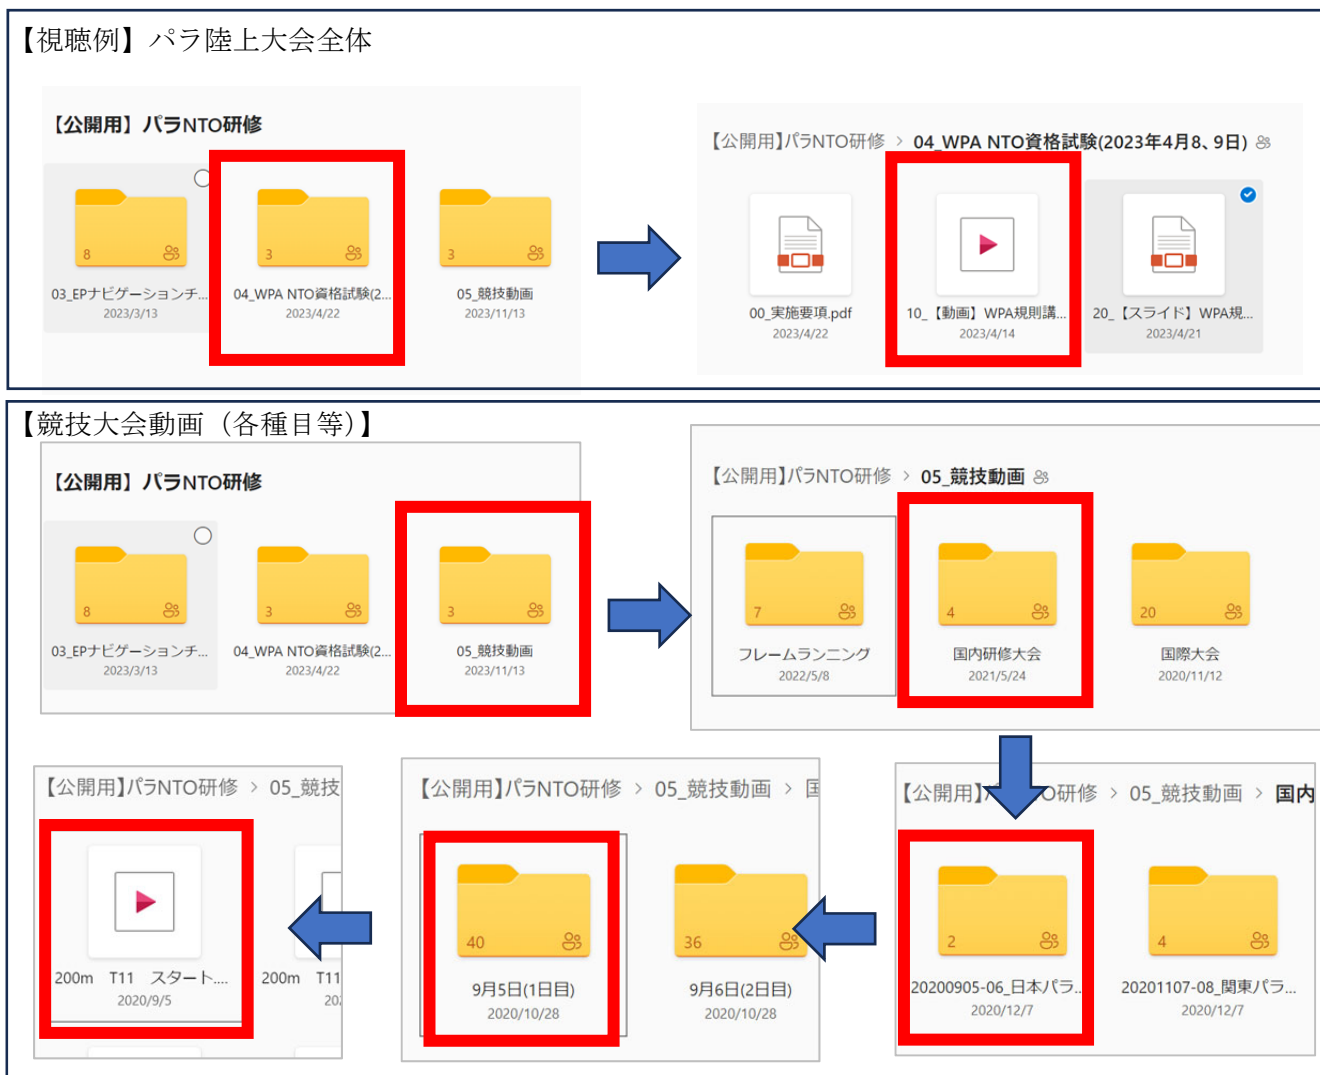 【視聴例】パラ陸上大会全体
【公開用】パラNTO研修
8
3
3
03_EPナビゲーションチ...
04_WPA NTO資格試験(2...
05_競技動画
2023/3/13
2023/4/22
2023/11/13
【公開用】パラNTO研修 > 04_WPA NTO資格試験(2023年4月8、9日)
00_実施要項.pdf
10_【動画】WPA規則講...
20_【スライド】WPA規...
2023/4/22
2023/4/14
2023/4/21
【競技大会動画（各種目等）】
【公開用】パラNTO研修
8
3
3
03_EPナビゲーションチ...
04_WPA NTO資格試験(2...
05_競技動画
2023/3/13
2023/4/22
2023/11/13
【公開用】パラNTO研修 > 05_競技動画
7
4
20
フレームランニング
国内研修大会
国際大会
2022/5/8
2021/5/24
2020/11/12
【公開用】パラNTO研修 > 05_競技動画 > 国内
2
4
20200905-06_日本パラ...
20201107-08_関東パラ...
2020/12/7
2020/12/7
【公開用】パラNTO研修 > 05_競技動画 >
40
36
9月5日(1日目)
9月6日(2日目)
2020/10/28
2020/10/28
【公開用】パラNTO研修 > 05_競技
200m T11 スタート....
200m T11
2020/9/5
202